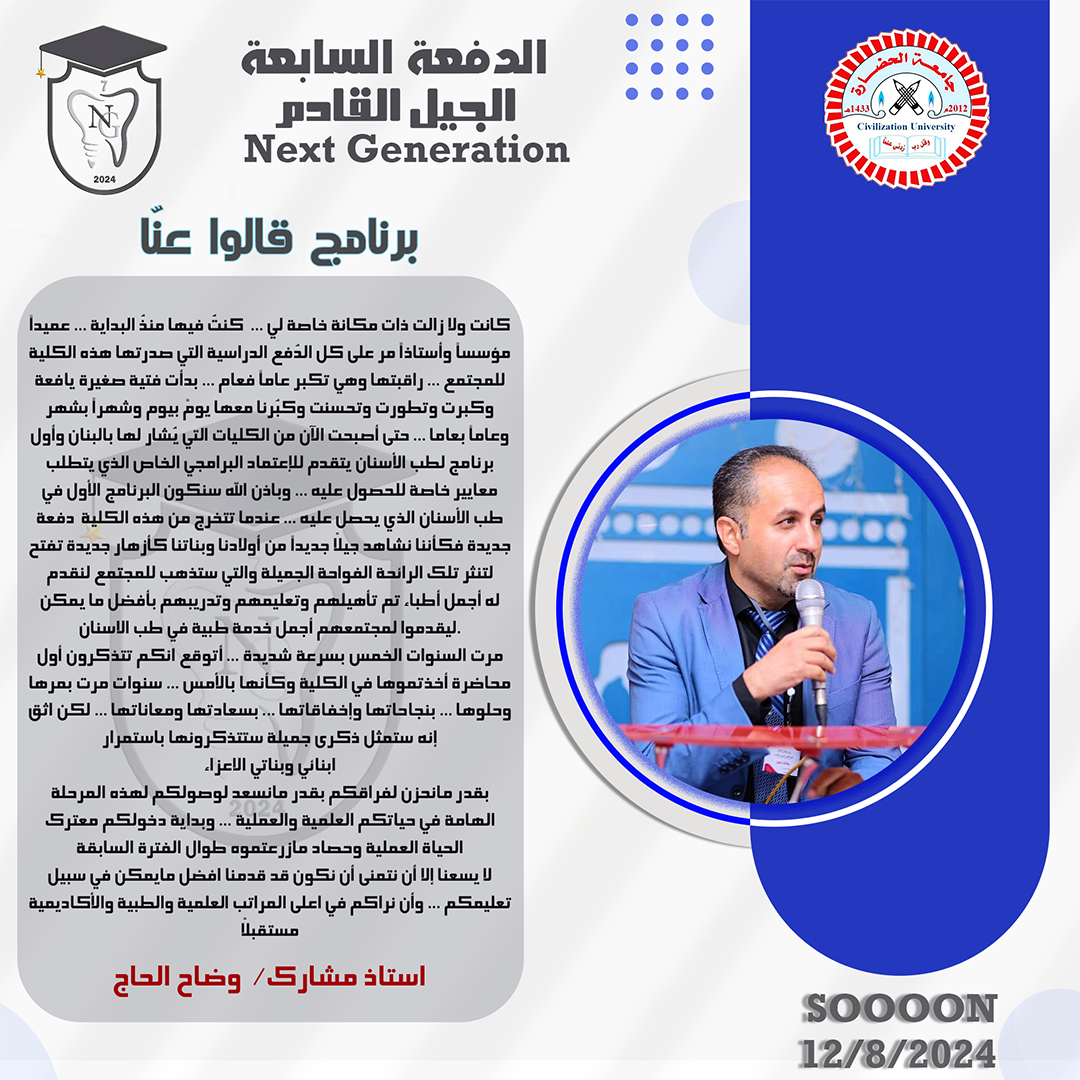 الدفعة السابعة
الجيل القادم
Next Generation
N G
7
2024
جامعة الحضارة
1433هـ
2012م
Civilization University
وقل رب زدني علما
برنامج قالوا عنّا
كانت ولا زالت ذات مكانة خاصة لي ... كنتُ فيها منذُ البداية ... عميداً
مؤسساً وأستاذاً مر على كل الدُفع الدراسية التي صدرتها هذه الكلية
للمجتمع ... راقبتها وهي تكبر عاماً فعام ... بدأت فتية صغيرة يافعة
وكبرت وتطورت وتحسنت وكبُرنا معها يومً بيوم وشهراً بشهر
وعاماً بعاما ... حتى أصبحت الآن من الكليات التي يُشار لها بالبنان وأول
برنامج لطب الأسنان يتقدم للإعتماد البرامجي الخاص الذي يتطلب
معايير خاصة للحصول عليه ... وباذن الله سنكون البرنامج الأول في
طب الأسنان الذي يحصل عليه ... عندما تتخرج من هذه الكلية دفعة
جديدة فكأننا نشاهد جيلاً جديداً من أولادنا وبناتنا كأزهار جديدة تفتح
لتنثر تلك الرائحة الفواحة الجميلة والتي ستذهب للمجتمع لنقدم
له أجمل أطباء تم تأهيلهم وتعليمهم وتدريبهم بأفضل ما يمكن
.ليقدموا لمجتمعهم أجمل خدمة طبية في طب الاسنان
مرت السنوات الخمس بسرعة شديدة ... أتوقع انكم تتذكرون أول
محاضرة أخذتموها في الكلية وكأنها بالأمس ... سنوات مرت بمرها
وحلوها ... بنجاحاتها وإخفاقاتها ... بسعادتها ومعاناتها ... لكن اثق
إنه ستمثل ذكرى جميلة ستتذكرونها باستمرار
ابنائي وبناتي الاعزاء
بقدر مانحزن لفراقكم بقدر مانسعد لوصولكم لهذه المرحلة
الهامة في حياتكم العلمية والعملية ... وبداية دخولكم معترك
الحياة العملية وحصاد مازرعتموه طوال الفترة السابقة
لا يسعنا إلا أن نتمنى أن نكون قد قدمنا افضل مايمكن في سبيل
تعليمكم ... وأن نراكم في اعلى المراتب العلمية والطبية والأكاديمية
مستقبلاً
2024
استاذ مشارك/ وضاح الحاج
SOOOON
12/8/2024